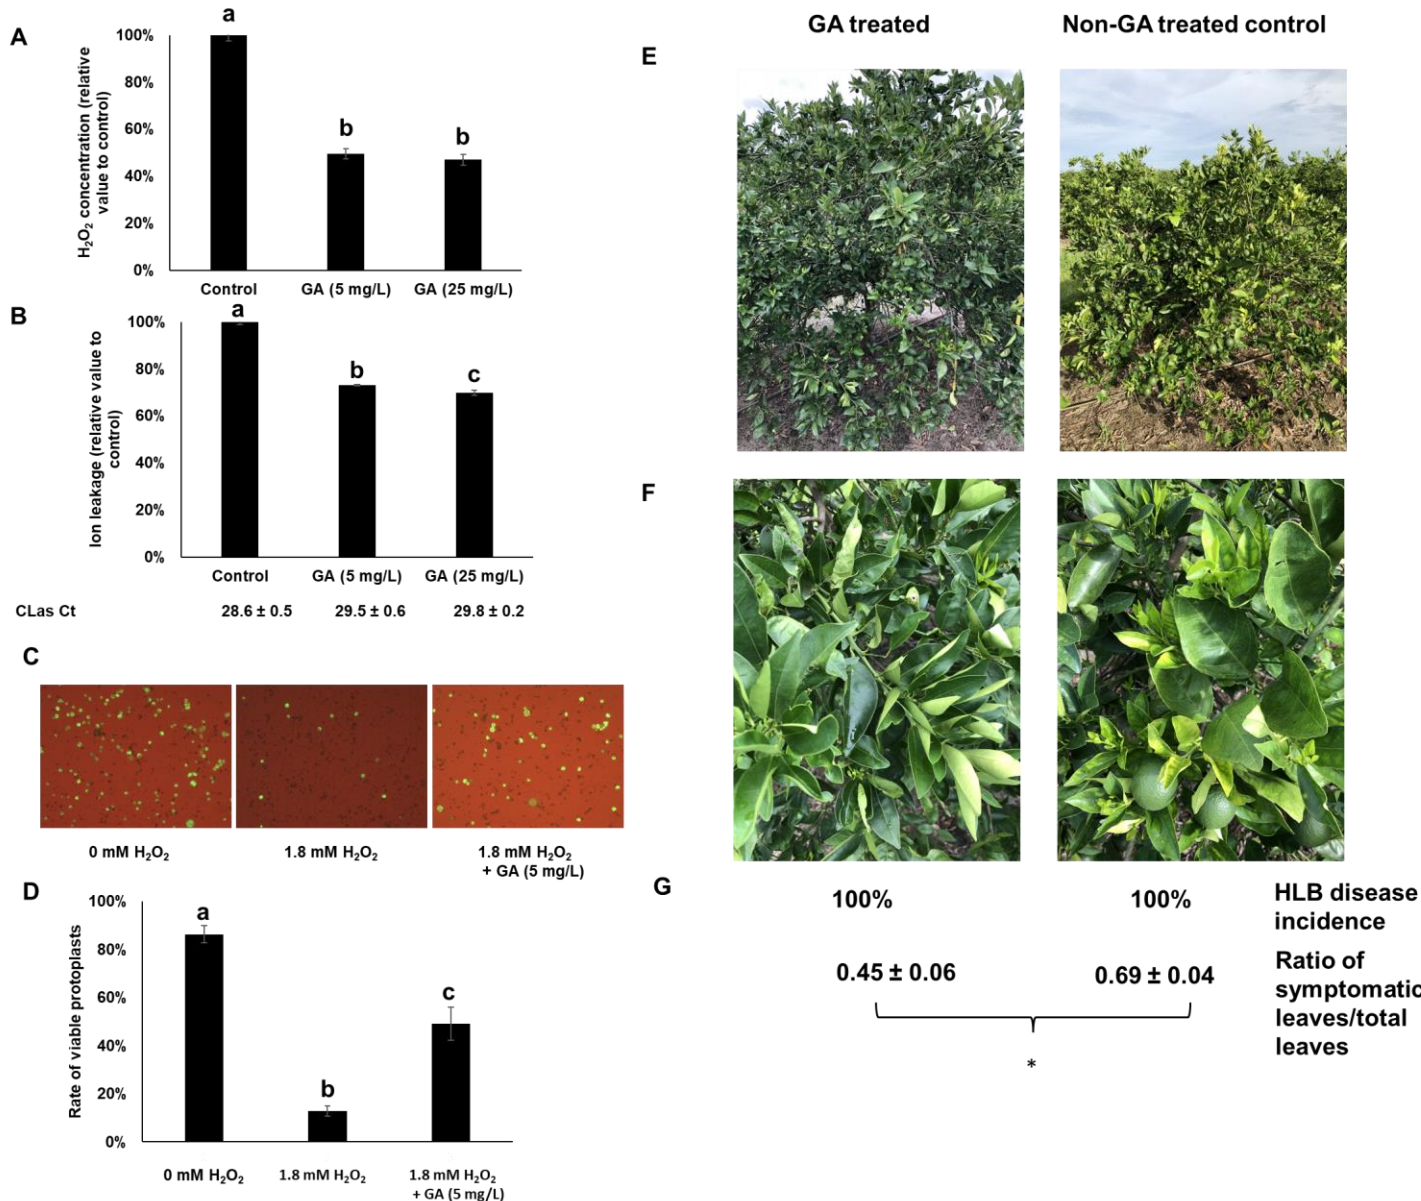 A
H₂O₂ concentration (relative
value to control)
100%
80%
60%
40%
20%
0%
a
b
b
Control
GA (5 mg/L)
GA (25 mg/L)
B
Ion leakage (relative value to
control)
100%
80%
60%
40%
20%
0%
a
b
c
Control
GA (5 mg/L)
GA (25 mg/L)
CLas Ct
28.6 ± 0.5
29.5 ± 0.6
29.8 ± 0.2
C
0 mM H₂O₂
1.8 mM H₂O₂
1.8 mM H₂O₂
+ GA (5 mg/L)
D
Rate of viable protoplasts
100%
80%
60%
40%
20%
0%
a
b
c
0 mM H₂O₂
1.8 mM H₂O₂
1.8 mM H₂O₂
+ GA (5 mg/L)
GA treated
Non-GA treated control
E
F
G
100%
100%
HLB disease
incidence
0.45 ± 0.06
0.69 ± 0.04
Ratio of
symptomatic
leaves/total
leaves
*